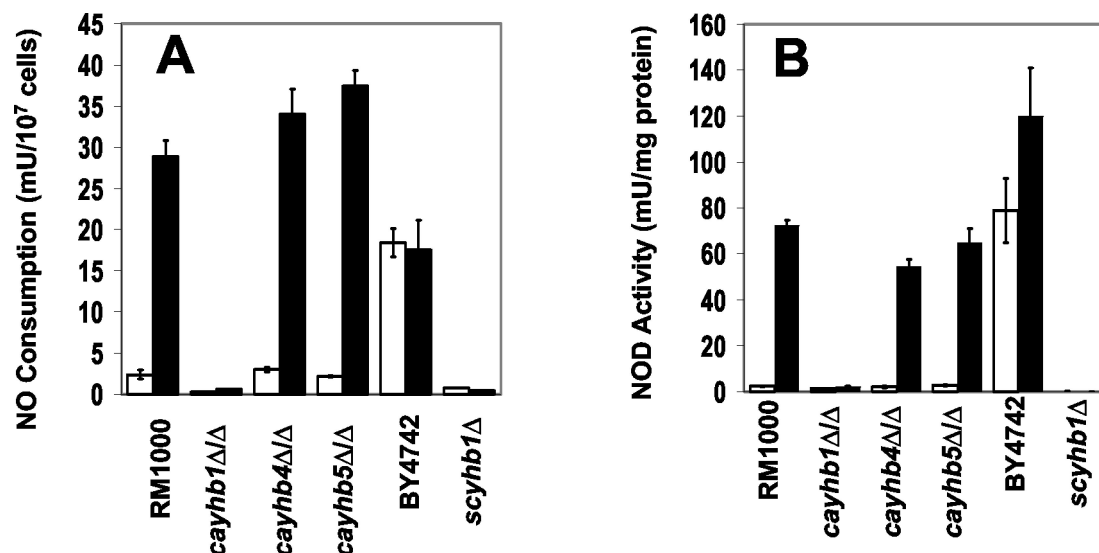 A
NO Consumption (mU/10⁷ cells)
45
40
35
30
25
20
15
10
5
0
RM1000
cayhb1Δ/Δ
cayhb4Δ/Δ
cayhb5Δ/Δ
BY4742
scyhb1Δ
B
NOD Activity (mU/mg protein)
160
140
120
100
80
60
40
20
0
RM1000
cayhb1Δ/Δ
cayhb4Δ/Δ
cayhb5Δ/Δ
BY4742
scyhb1Δ